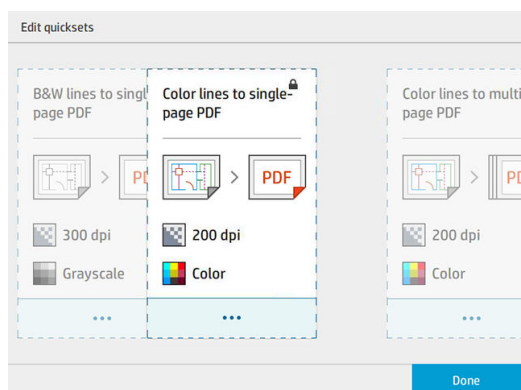 Edit quicksets
B&W lines to singl
page PDF
300 dpi
Grayscale
Color lines to single-
page PDF
PDF
200 dpi
Color
Color lines to multi
page PDF
200 dpi
Color
Done